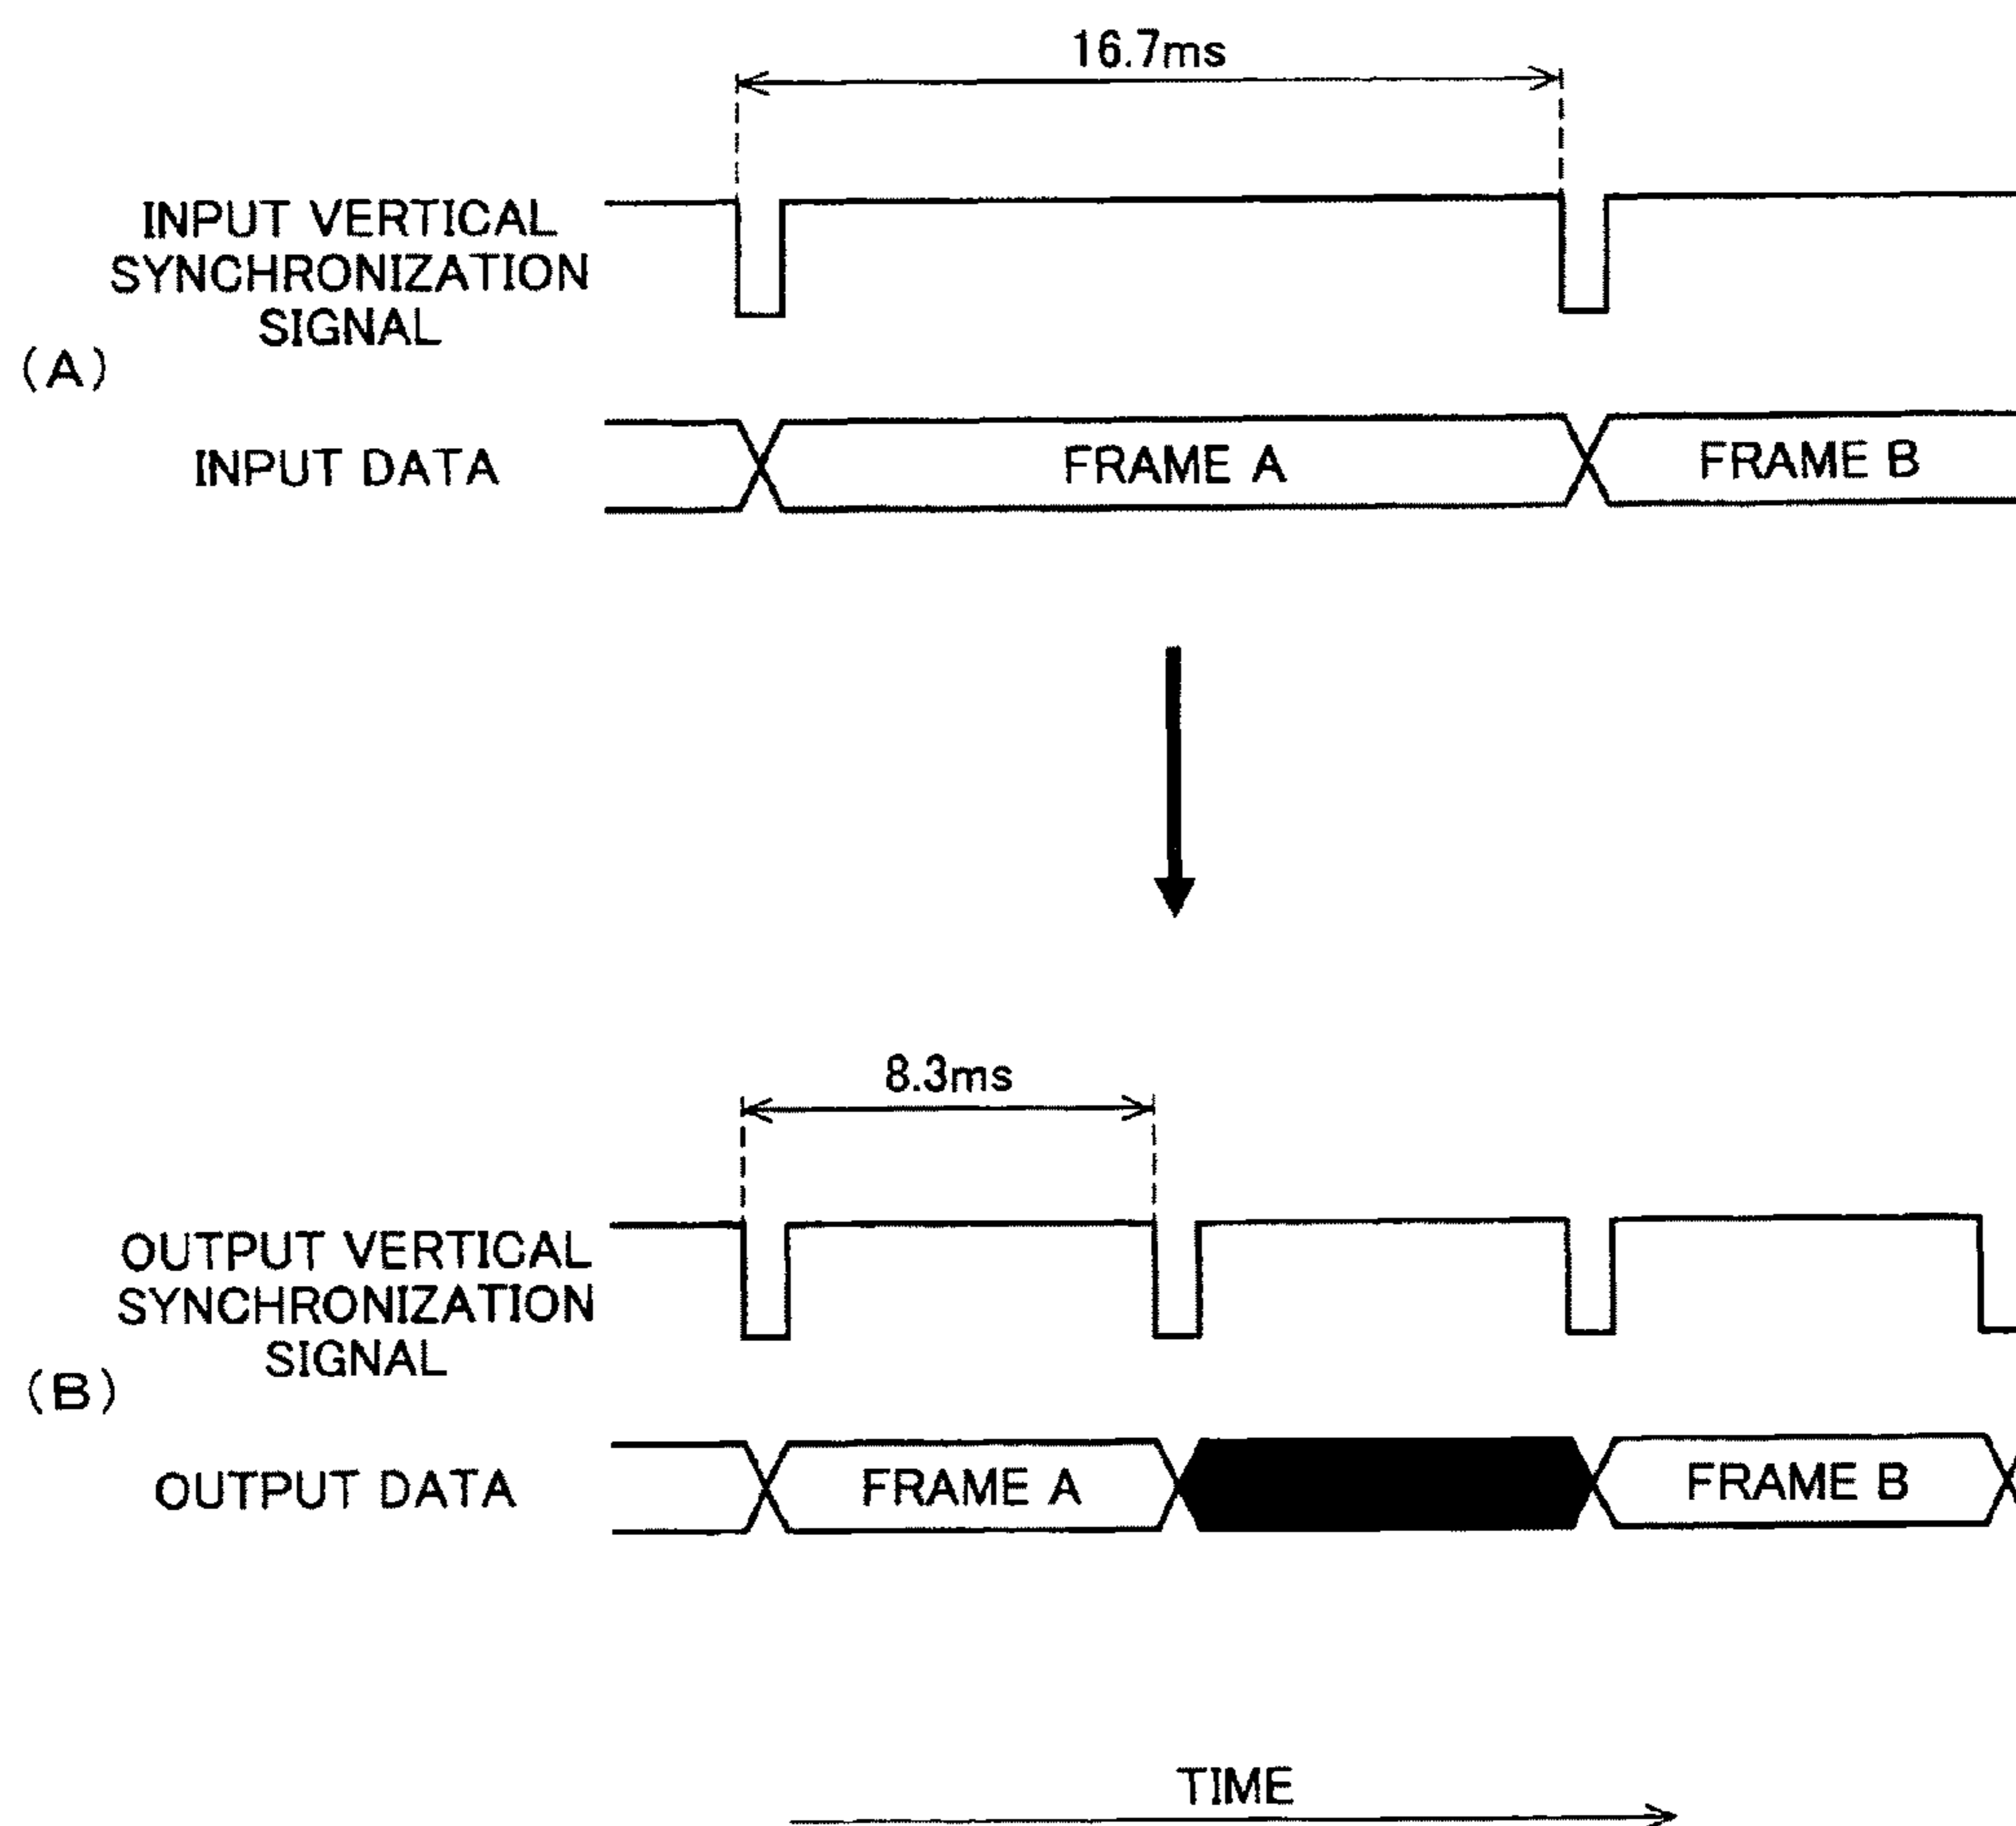 16.7ms
INPUT VERTICAL
SYNCHRONIZATION
SIGNAL
(A)
INPUT DATA
FRAME A
FRAME B
8.3ms
OUTPUT VERTICAL
SYNCHRONIZATION
SIGNAL
(B)
OUTPUT DATA
FRAME A
FRAME B
TIME